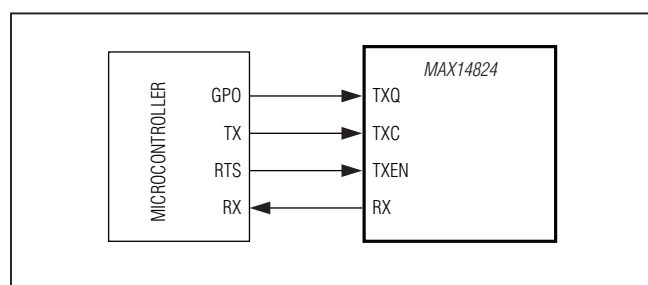 MICROCONTROLLER
GPO
TX
RTS
RX
MAX14824
TXQ
TXC
TXEN
RX